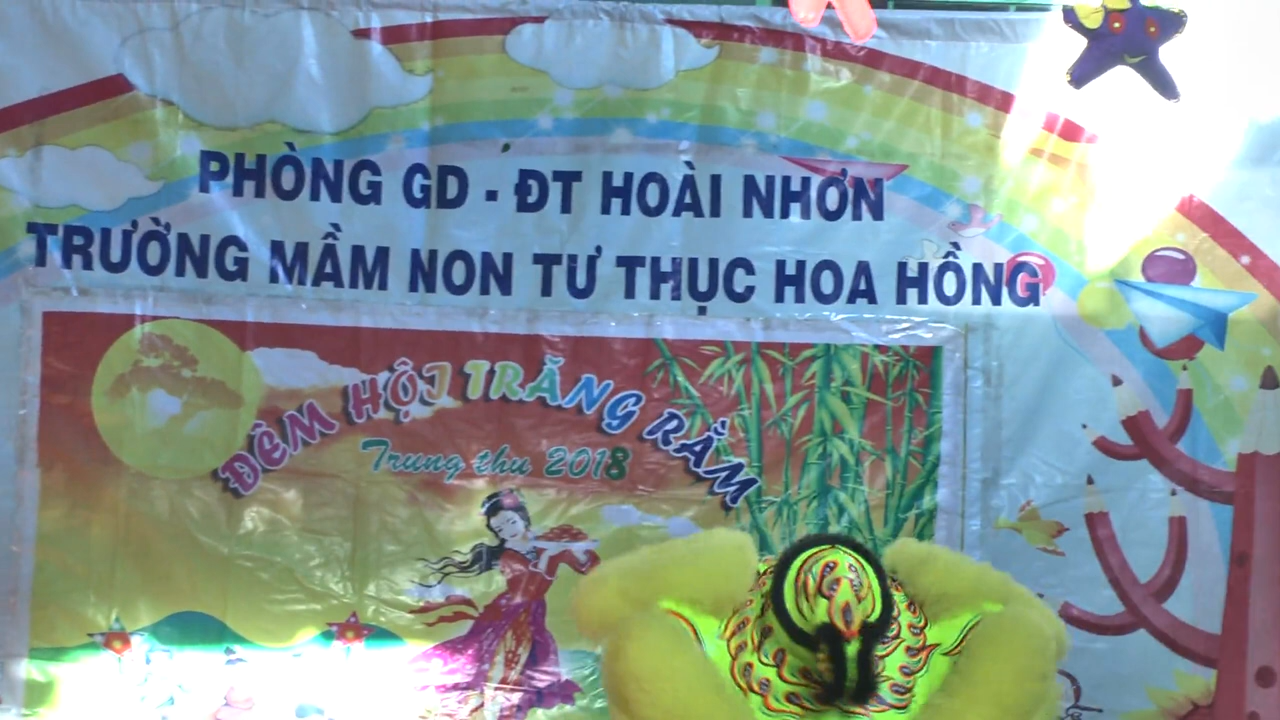 PHÒNG GD - ĐT HOÀI NHƠN
TRƯỜNG MẦM NON TƯ THỤC HOA HỒNG
ĐÊM HỘI TRĂNG RẰM
Trung thu 2018